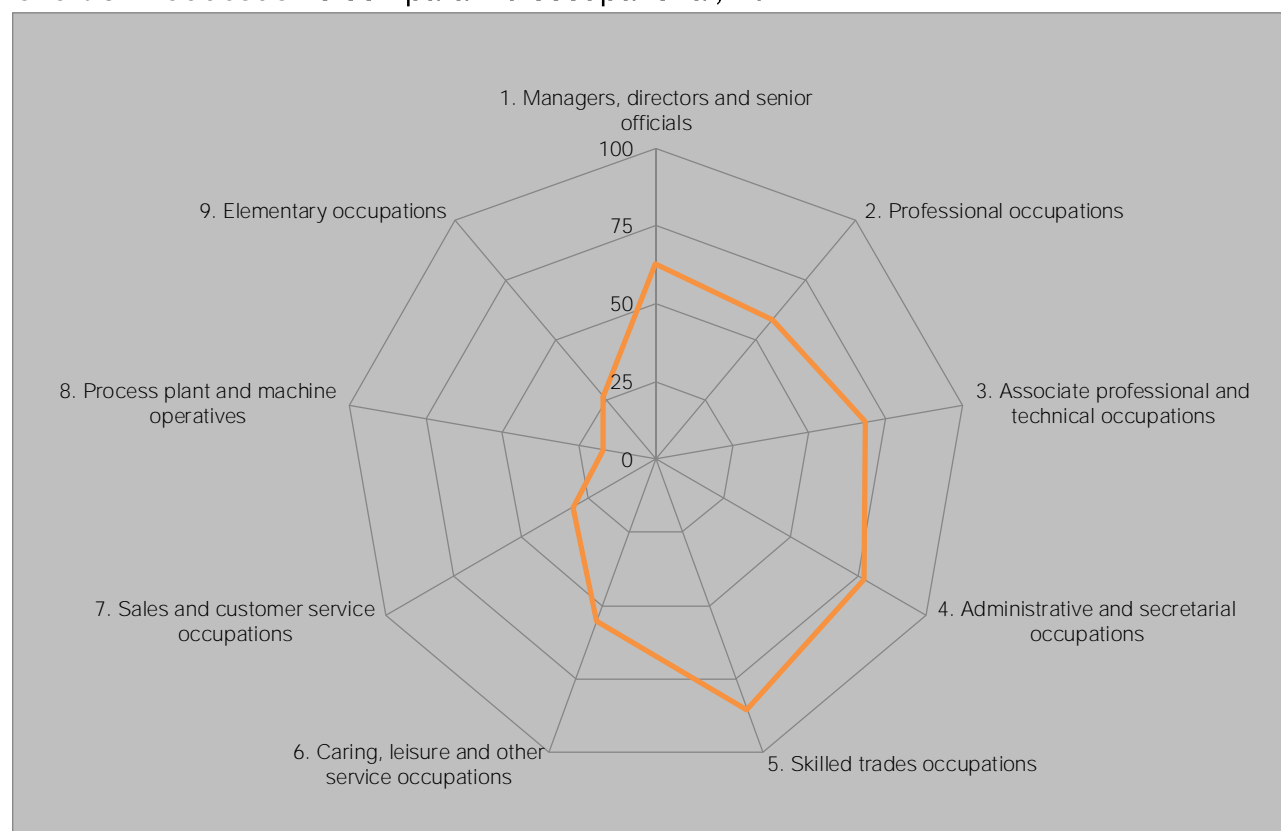 1. Managers, directors and senior
officials
100
9. Elementary occupations
2. Professional occupations
75
50
3. Associate professional and
technical occupations
8. Process plant and machine
operatives
25
0
7. Sales and customer service
occupations
4. Administrative and secretarial
occupations
6. Caring, leisure and other
service occupations
5. Skilled trades occupations